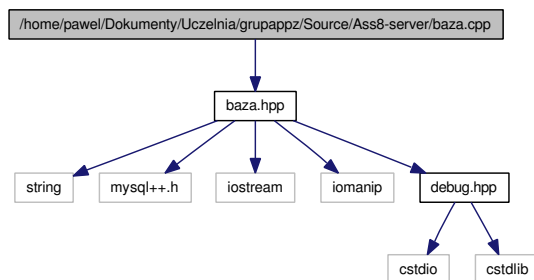 /home/pawel/Dokumenty/Uczelnia/grupappz/Source/Ass8-server/baza.cpp
baza.hpp
string
mysql++.h
iostream
iomanip
debug.hpp
cstdio
cstdlib